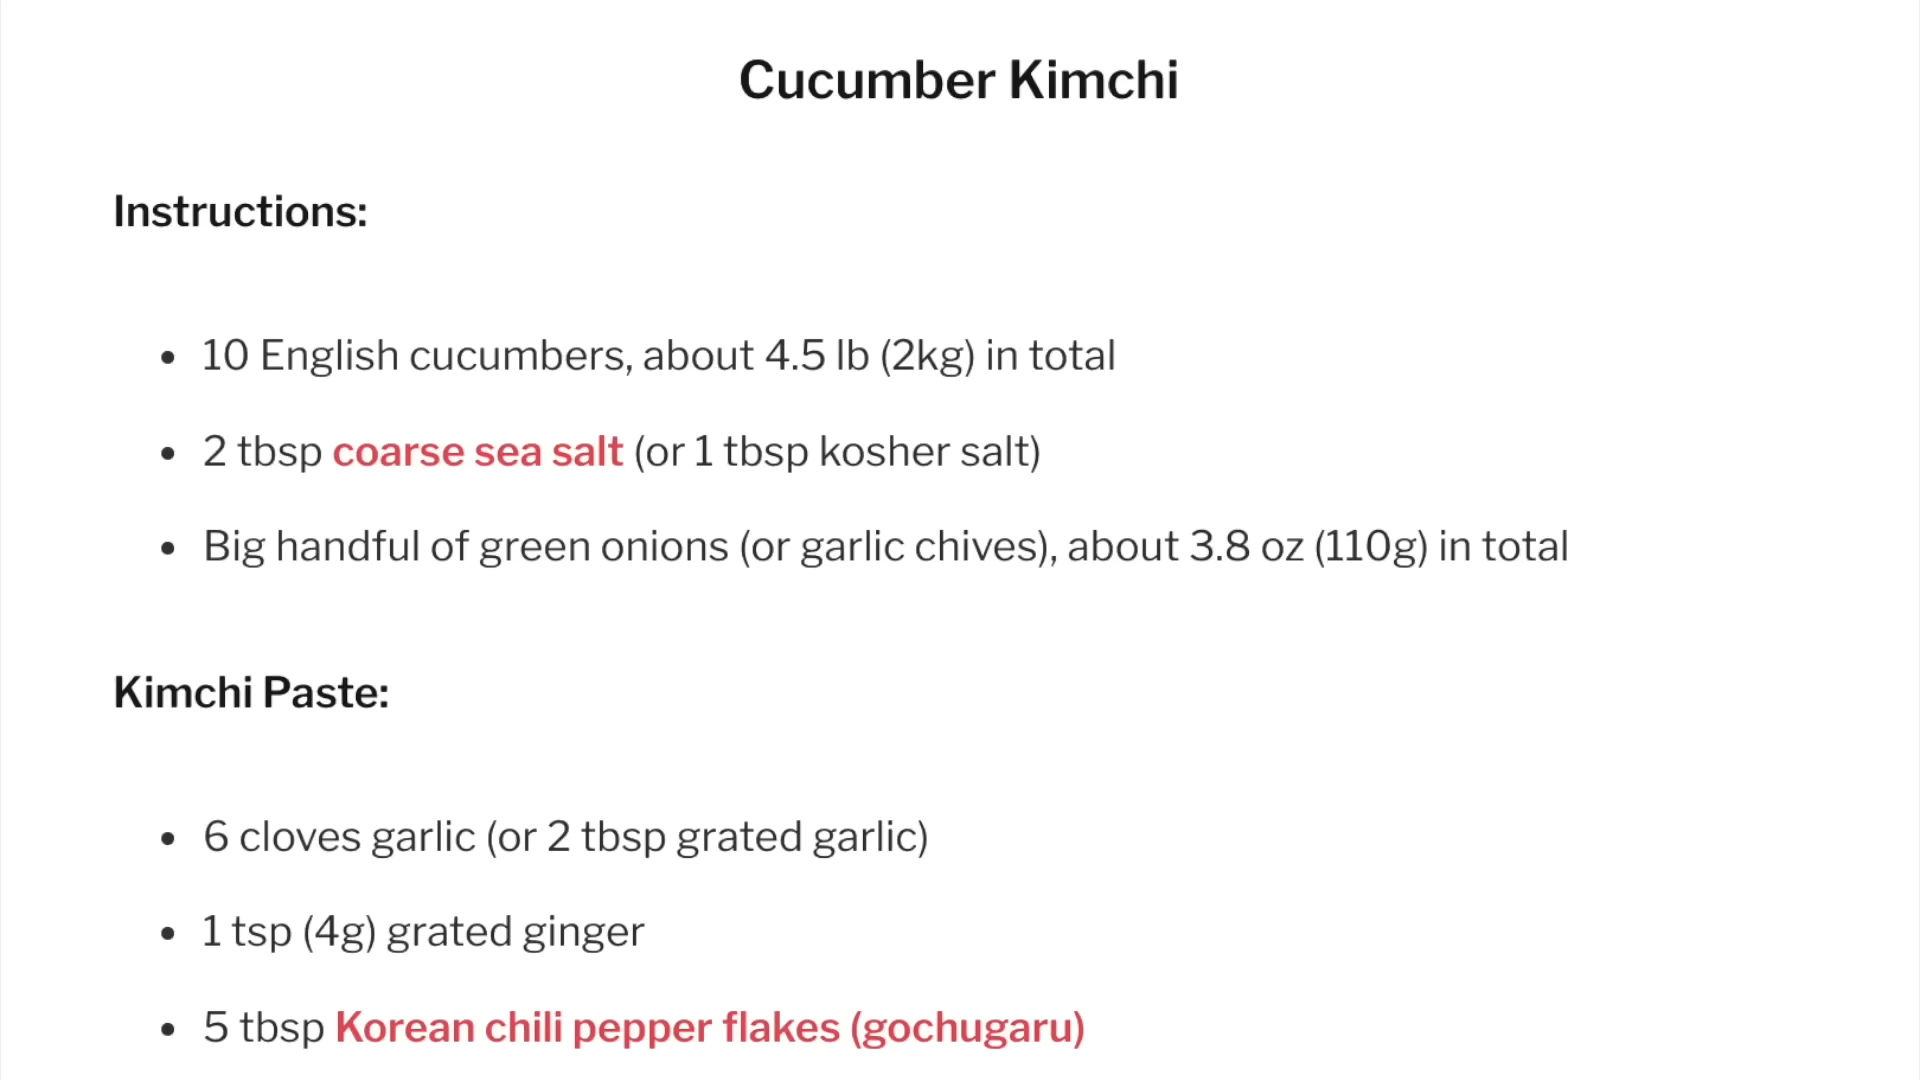 Cucumber Kimchi
Instructions:
• 10 English cucumbers, about 4.5 lb (2kg) in total
• 2 tbsp coarse sea salt (or 1 tbsp kosher salt)
• Big handful of green onions (or garlic chives), about 3.8 oz (110g) in total
Kimchi Paste:
• 6 cloves garlic (or 2 tbsp grated garlic)
• 1 tsp (4g) grated ginger
• 5 tbsp Korean chili pepper flakes (gochugaru)